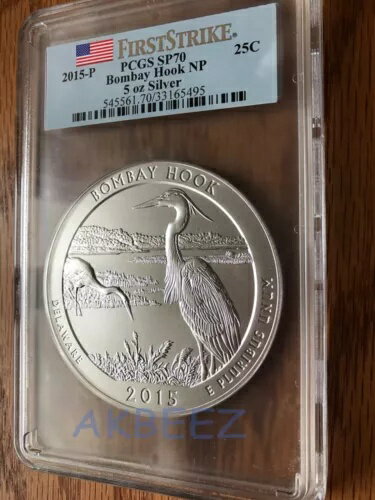 FIRSTSTRIKE®
2015-P PCGS SP70 25C
Bombay Hook NP
5 oz Silver
545561.70/33165495
BOMBAY HOOK
DELAWARE
2015
E PLURIBUS UNUM
AKBEEZ